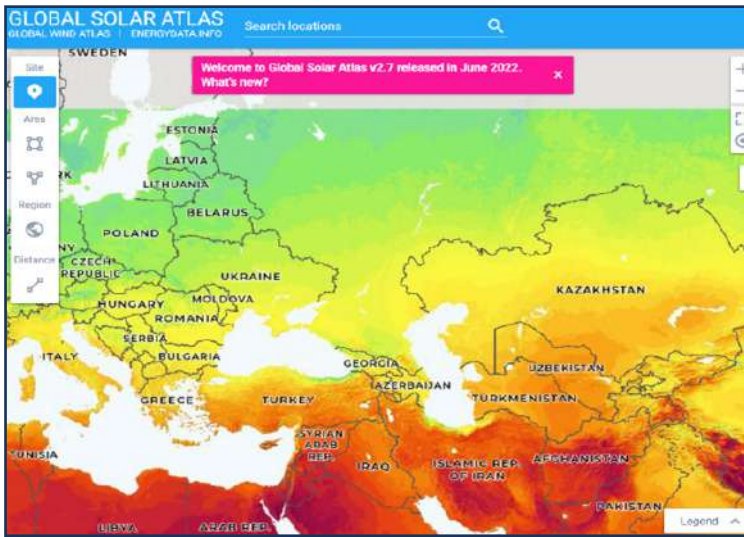 GLOBAL SOLAR ATLAS
GLOBAL WIND ATLAS | ENERGYDATA.INFO
Search locations
SWEDEN
Welcome to Global Solar Atlas v2.7 released in June 2022.
What's new?
×
Site
Area
Region
Distance
ESTONIA
LATVIA
LITHUANIA
BELARUS
POLAND
CZECH
REPUBLIC
UKRAINE
KAZAKHSTAN
HUNGARY
MOLDOVA
ROMANIA
SERBIA
ITALY
BULGARIA
GEORGIA
UZBEKISTAN
AZERBAIJAN
GREECE
TURKEY
TURKMENISTAN
TUNISIA
SYRIAN
ARAB
REP.
IRAQ
ISLAMIC REP.
OF IRAN
AFGHANISTAN
PAKISTAN
LIBYA
ARAB REP.
Legend